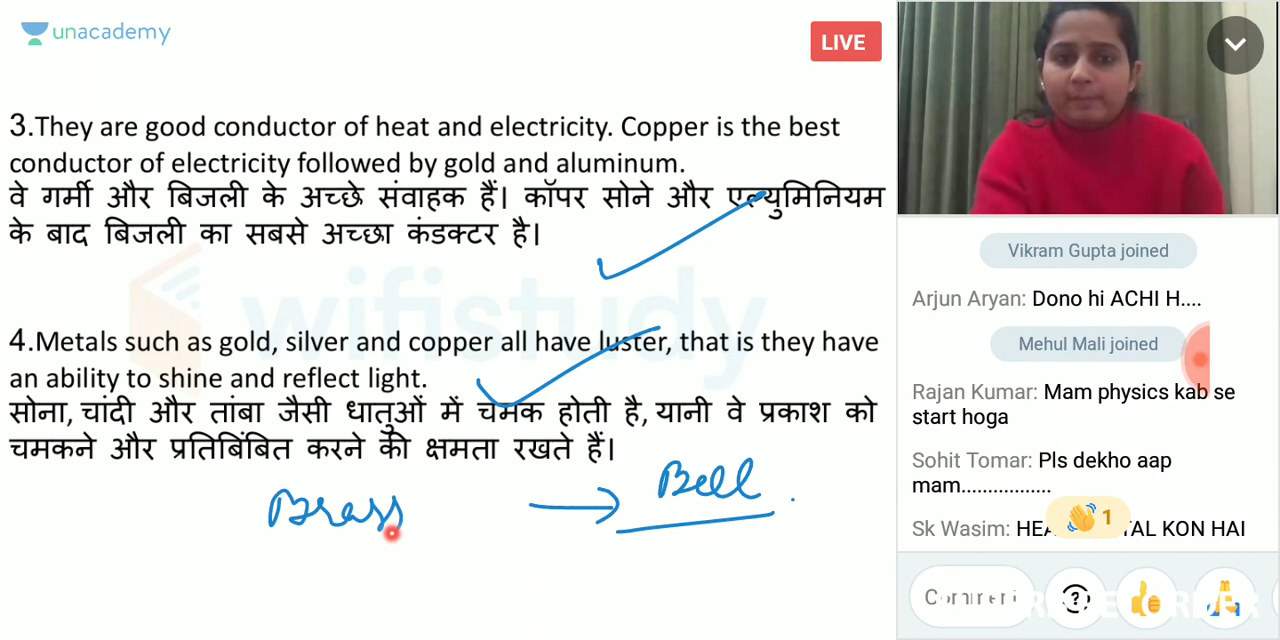 unacademy
LIVE
3.They are good conductor of heat and electricity. Copper is the best
conductor of electricity followed by gold and aluminum.
वे गर्मी और बिजली के अच्छे संवाहक हैं। कॉपर सोने और एल्युमिनियम
के बाद बिजली का सबसे अच्छा कंडक्टर है।
wifistudy
4.Metals such as gold, silver and copper all have luster, that is they have
an ability to shine and reflect light.
सोना, चांदी और तांबा जैसी धातुओं में चमक होती है, यानी वे प्रकाश को
चमकने और प्रतिबिंबित करने की क्षमता रखते हैं।
Brass → Bell
Vikram Gupta joined
Arjun Aryan: Dono hi ACHI H....
Mehul Mali joined
Rajan Kumar: Mam physics kab se
start hoga
Sohit Tomar: Pls dekho aap
mam.................
1
Sk Wasim: KON HAI